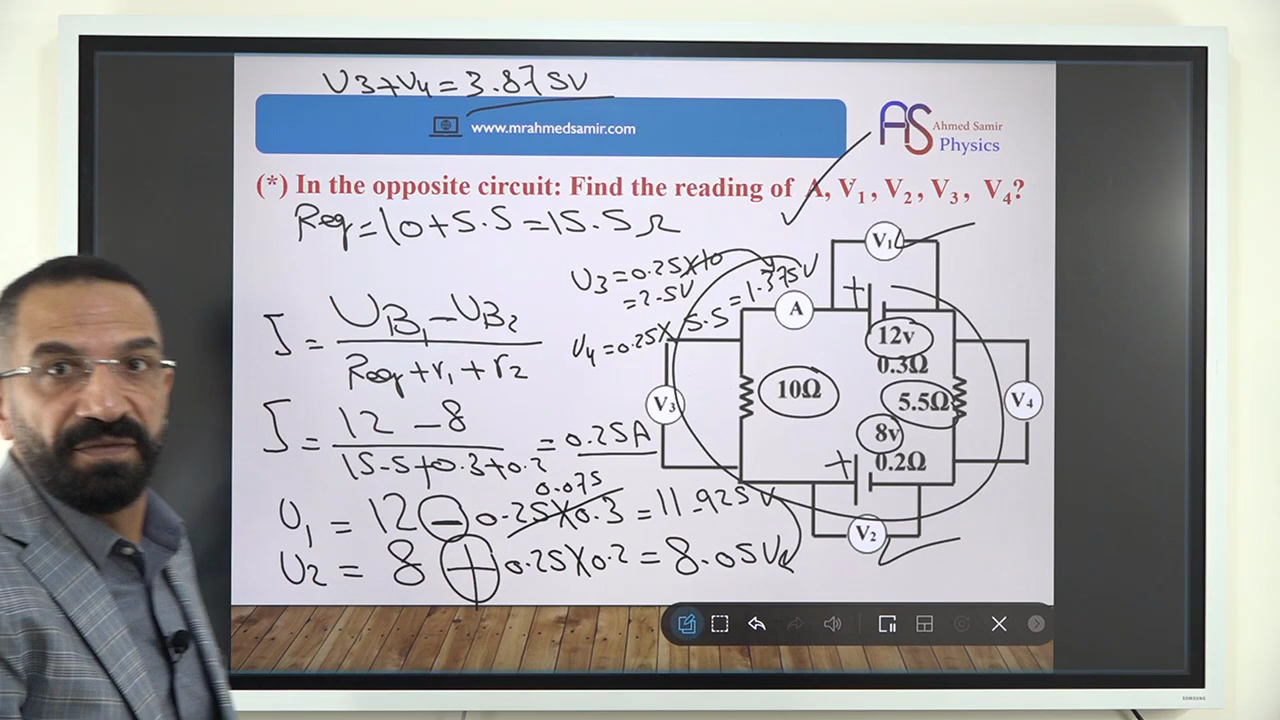 V3+V4=3.875V
www.mrahmedsamir.com
AS Ahmed Samir
Physics
(*) In the opposite circuit: Find the reading of A, V1, V2, V3, V4?
Req=10+5.5=15.5Ω
V3=0.25×10
=2.5V
V4=0.25×5.5=1.375V
I=VB1-VB2
Req+r1+r2
I=12-8
15.5+0.3+0.2
=0.25A
0.075
V1=12-0.25×0.3=11.925V
V2=8+0.25×0.2=8.05V
V1
+
A
12v
0.3Ω
10Ω
5.5Ω
V3
V4
8v
+
0.2Ω
V2
SAMSUNG